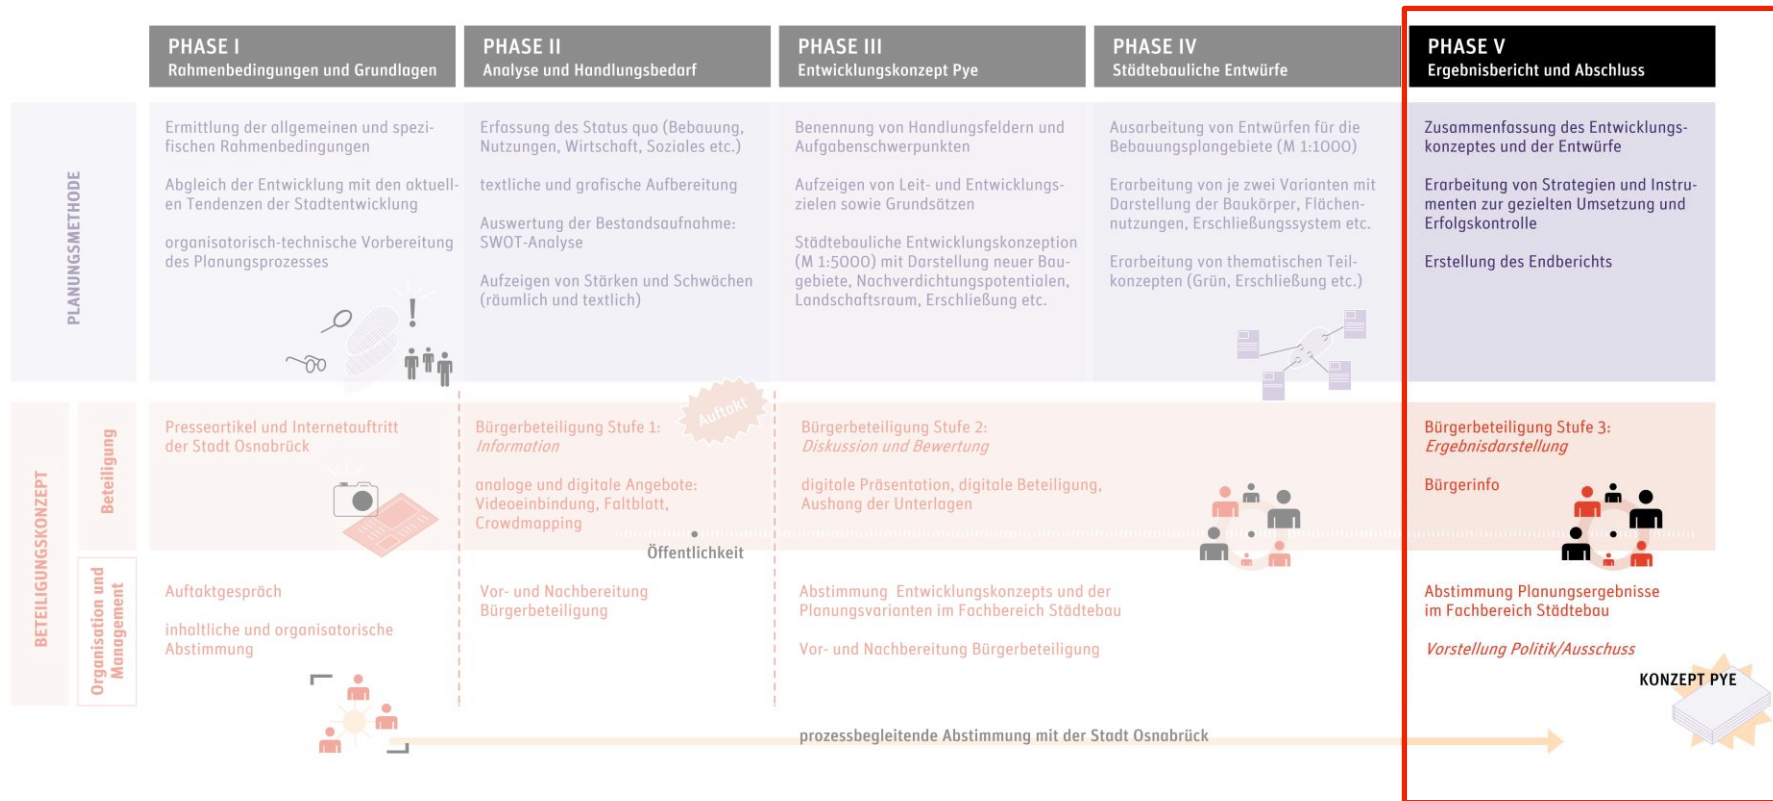 PHASE I
Rahmenbedingungen und Grundlagen
PHASE II
Analyse und Handlungsbedarf
PHASE III
Entwicklungskonzept Pye
PHASE IV
Städtebauliche Entwürfe
PHASE V
Ergebnisbericht und Abschluss
PLANUNGSMETHODE
Ermittlung der allgemeinen und spezi-
fischen Rahmenbedingungen
Abgleich der Entwicklung mit den aktuell-
en Tendenzen der Stadtentwicklung
organisatorisch-technische Vorbereitung
des Planungsprozesses
Erfassung des Status quo (Bebauung,
Nutzungen, Wirtschaft, Soziales etc.)
textliche und grafische Aufbereitung
Auswertung der Bestandsaufnahme:
SWOT-Analyse
Aufzeigen von Stärken und Schwächen
(räumlich und textlich)
Benennung von Handlungsfeldern und
Aufgabenschwerpunkten
Aufzeigen von Leit- und Entwicklungs-
zielen sowie Grundsätzen
Städtebauliche Entwicklungskonzeption
(M 1:5000) mit Darstellung neuer Bau-
gebiete, Nachverdichtungspotentialen,
Landschaftsraum, Erschließung etc.
Ausarbeitung von Entwürfen für die
Bebauungsplangebiete (M 1:1000)
Erarbeitung von je zwei Varianten mit
Darstellung der Baukörper, Flächen-
nutzungen, Erschließungssystem etc.
Erarbeitung von thematischen Teil-
konzepten (Grün, Erschließung etc.)
Zusammenfassung des Entwicklungs-
konzeptes und der Entwürfe
Erarbeitung von Strategien und Instru-
menten zur gezielten Umsetzung und
Erfolgskontrolle
Erstellung des Endberichts
BETEILIGUNGSKONZEPT
Beteiligung
Presseartikel und Internetauftritt
der Stadt Osnabrück
Bürgerbeteiligung Stufe 1:
Information
analoge und digitale Angebote:
Videoeinbindung, Faltblatt,
Crowdmapping
Auftakt
Öffentlichkeit
Bürgerbeteiligung Stufe 2:
Diskussion und Bewertung
digitale Präsentation, digitale Beteiligung,
Aushang der Unterlagen
Bürgerbeteiligung Stufe 3:
Ergebnisdarstellung
Bürgerinfo
Organisation und
Management
Auftaktgespräch
inhaltliche und organisatorische
Abstimmung
Vor- und Nachbereitung
Bürgerbeteiligung
Abstimmung Entwicklungskonzepts und der
Planungsvarianten im Fachbereich Städtebau
Vor- und Nachbereitung Bürgerbeteiligung
Abstimmung Planungsergebnisse
im Fachbereich Städtebau
Vorstellung Politik/Ausschuss
KONZEPT PYE
prozessbegleitende Abstimmung mit der Stadt Osnabrück